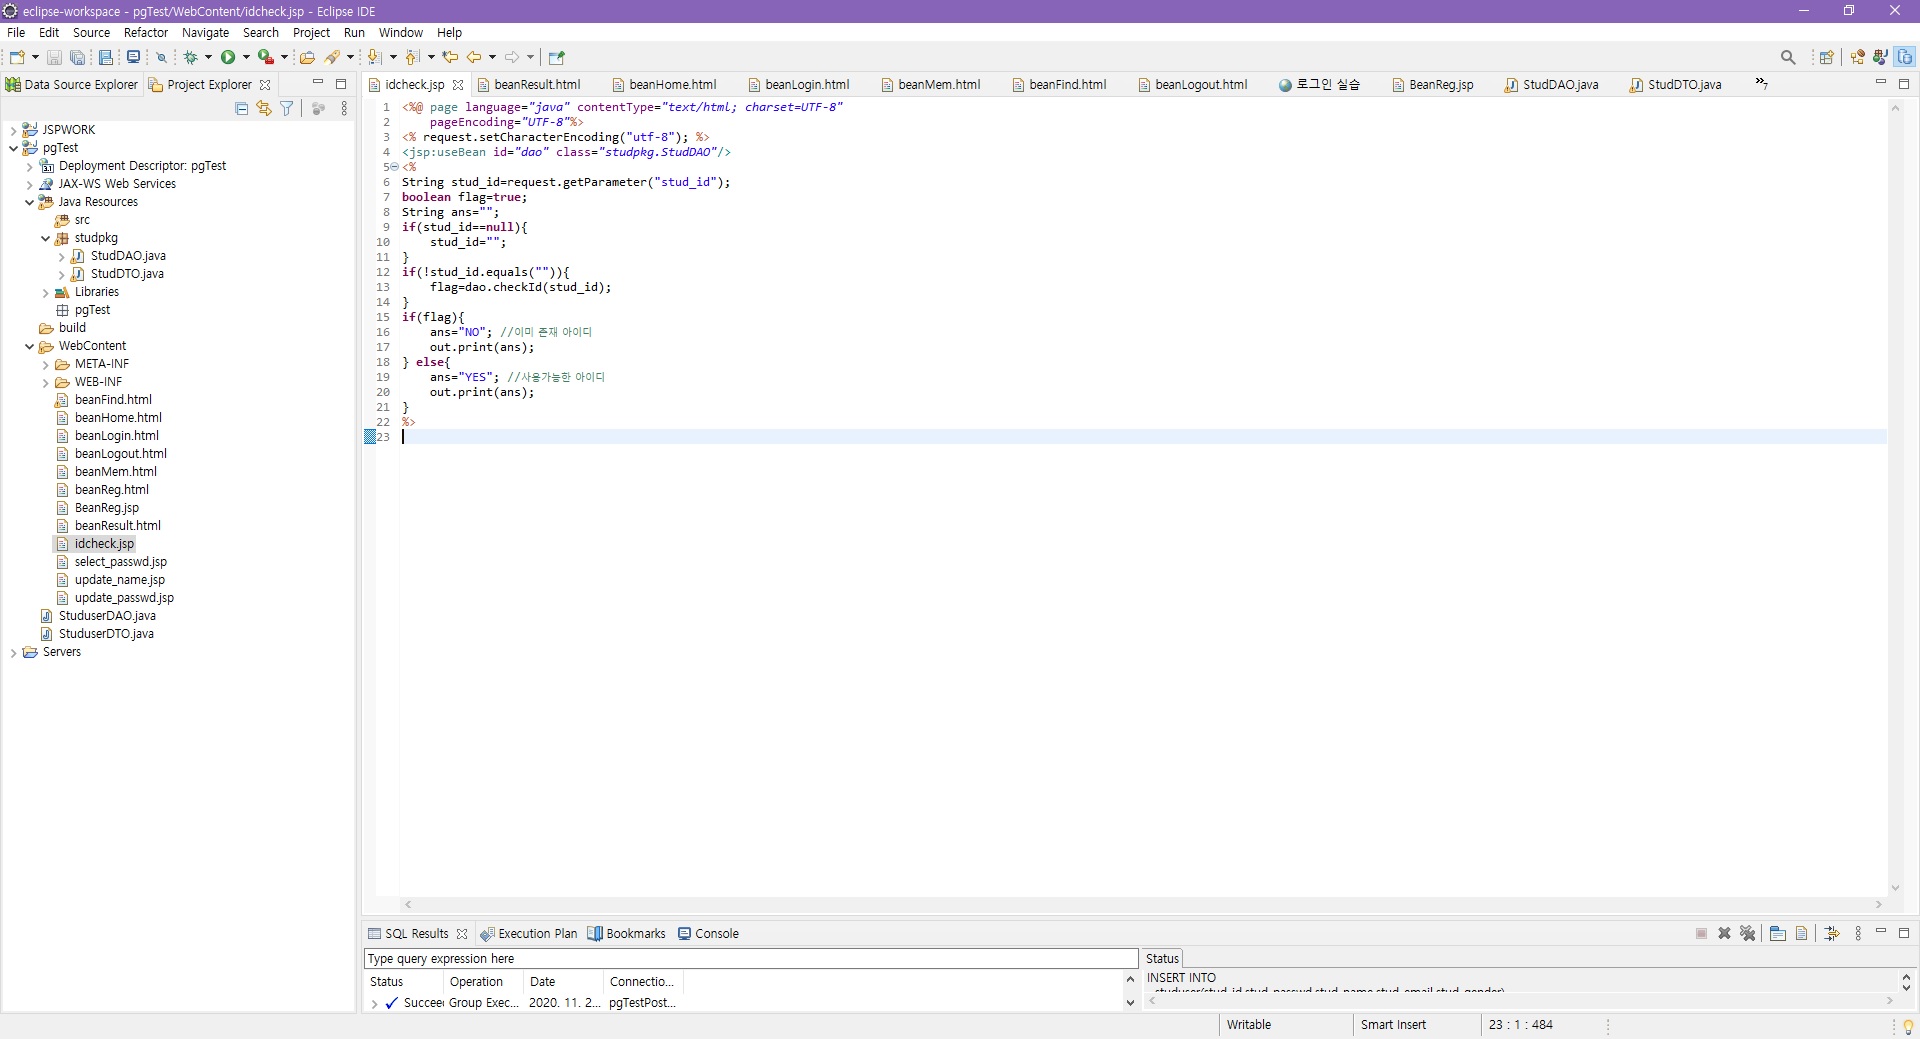 eclipse-workspace - pgTest/WebContent/idcheck.jsp - Eclipse IDE
File Edit Source Refactor Navigate Search Project Run Window Help
Data Source Explorer Project Explorer
JSPWORK
pgTest
Deployment Descriptor: pgTest
JAX-WS Web Services
Java Resources
src
studpkg
StudDAO.java
StudDTO.java
Libraries
pgTest
build
WebContent
META-INF
WEB-INF
beanFind.html
beanHome.html
beanLogin.html
beanLogout.html
beanMem.html
beanReg.html
BeanReg.jsp
beanResult.html
idcheck.jsp
select_passwd.jsp
update_name.jsp
update_passwd.jsp
StuduserDAO.java
StuduserDTO.java
Servers
idcheck.jsp beanResult.html beanHome.html beanLogin.html beanMem.html beanFind.html beanLogout.html 로그인 실습 BeanReg.jsp StudDAO.java StudDTO.java »7
1 <%@ page language="java" contentType="text/html; charset=UTF-8"
2 pageEncoding="UTF-8"%>
3 <% request.setCharacterEncoding("utf-8"); %>
4 <jsp:useBean id="dao" class="studpkg.StudDAO"/>
5 <%
6 String stud_id=request.getParameter("stud_id");
7 boolean flag=true;
8 String ans="";
9 if(stud_id==null){
10 stud_id="";
11 }
12 if(!stud_id.equals("")){
13 flag=dao.checkId(stud_id);
14 }
15 if(flag){
16 ans="NO"; //이미 존재 아이디
17 out.print(ans);
18 } else{
19 ans="YES"; //사용가능한 아이디
20 out.print(ans);
21 }
22 %>
23
SQL Results Execution Plan Bookmarks Console
Type query expression here
Status Operation Date Connectio...
Succee Group Exec... 2020. 11. 2... pgTestPost...
Status
INSERT INTO
studuser(stud_id,stud_passwd,stud_name,stud_email,stud_gender)
Writable Smart Insert 23 : 1 : 484